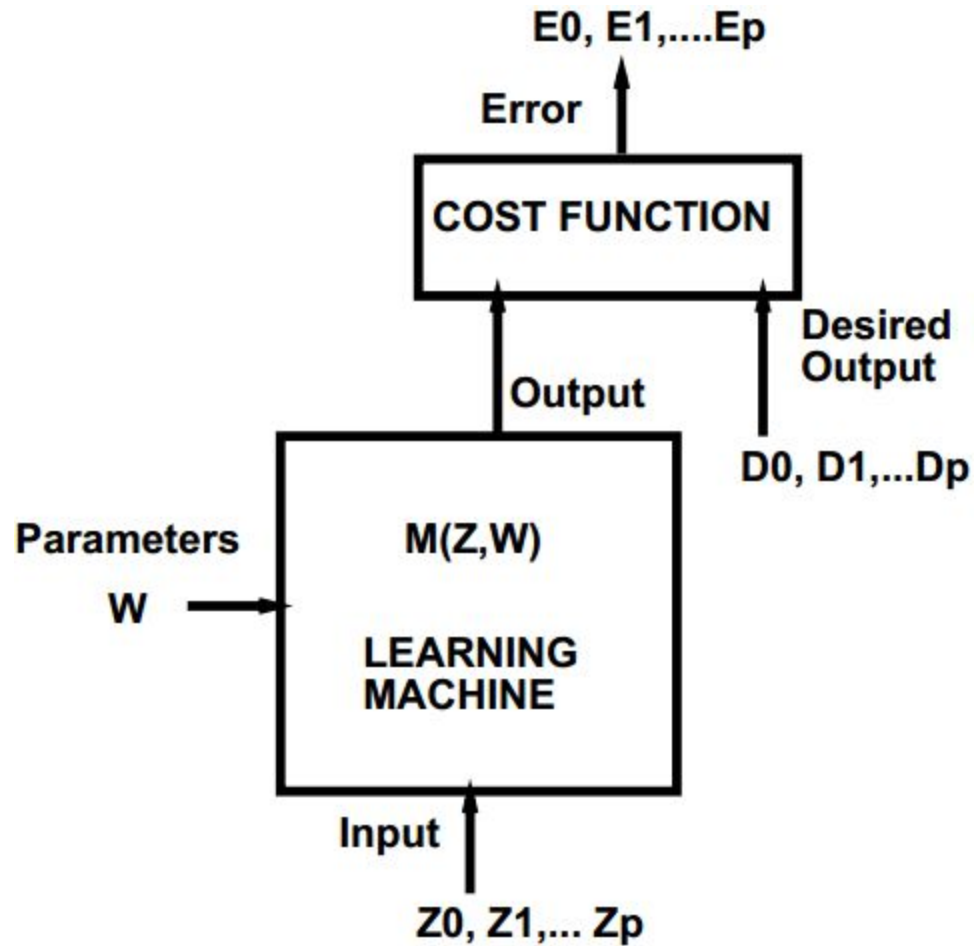 E0, E1,....Ep
Error
COST FUNCTION
Desired
Output
Output
D0, D1,...Dp
Parameters
W
M(Z,W)
LEARNING
MACHINE
Input
Z0, Z1,... Zp